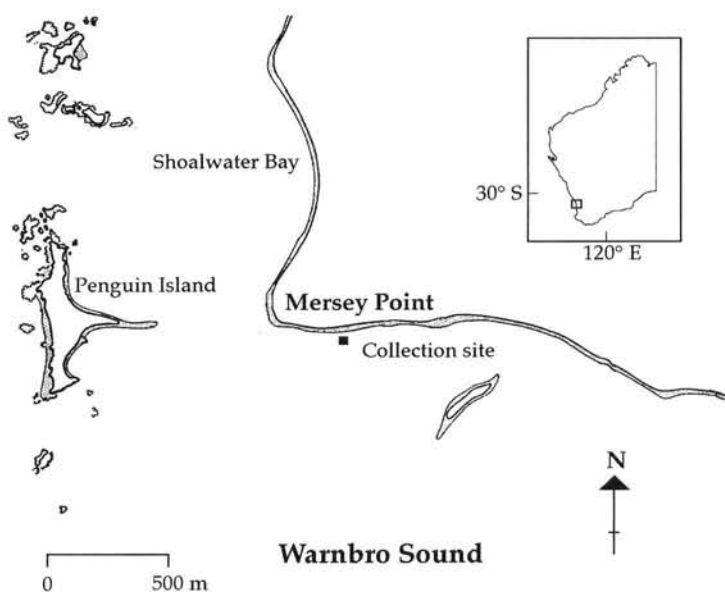 Shoalwater Bay
30° S
120° E
Penguin Island
Mersey Point
Collection site
N
Warnbro Sound
0 500 m